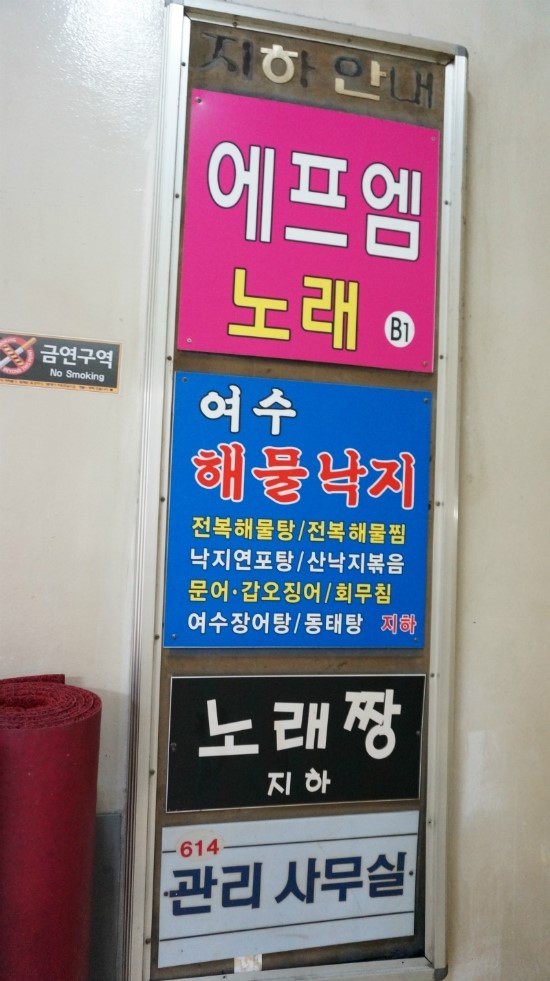 지하 안내
에프엠
노래 B1
금연구역
No Smoking
여수
해물낙지
전복해물탕/전복해물찜
낙지연포탕/산낙지볶음
문어·갑오징어/회무침
여수장어탕/동태탕 지하
노래짱
지하
614
관리 사무실